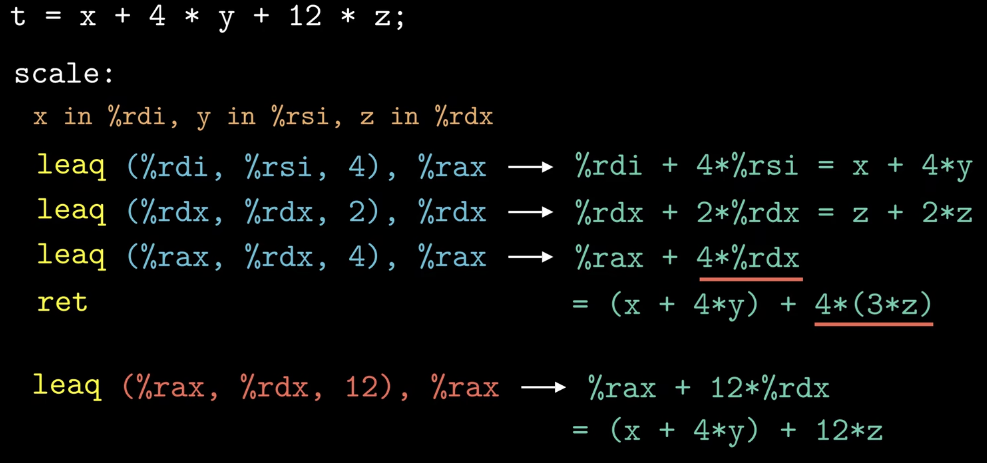 t = x + 4 * y + 12 * z;
scale:
x in %rdi, y in %rsi, z in %rdx
leaq (%rdi, %rsi, 4), %rax → %rdi + 4*%rsi = x + 4*y
leaq (%rdx, %rdx, 2), %rdx → %rdx + 2*%rdx = z + 2*z
leaq (%rax, %rdx, 4), %rax → %rax + 4*%rdx
ret = (x + 4*y) + 4*(3*z)
leaq (%rax, %rdx, 12), %rax → %rax + 12*%rdx
= (x + 4*y) + 12*z